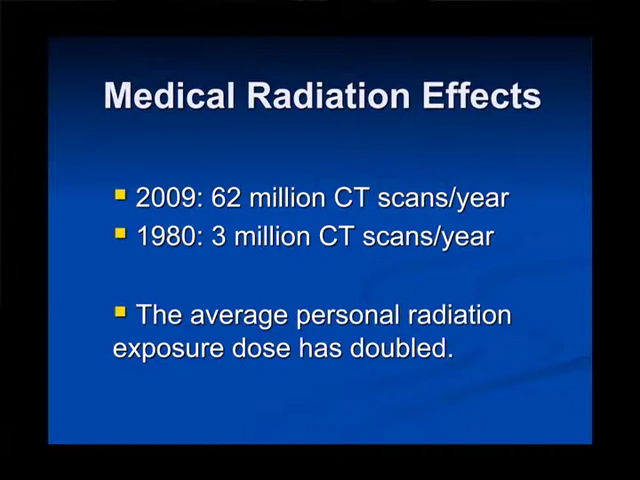 Medical Radiation Effects
2009: 62 million CT scans/year
1980: 3 million CT scans/year
The average personal radiation
exposure dose has doubled.